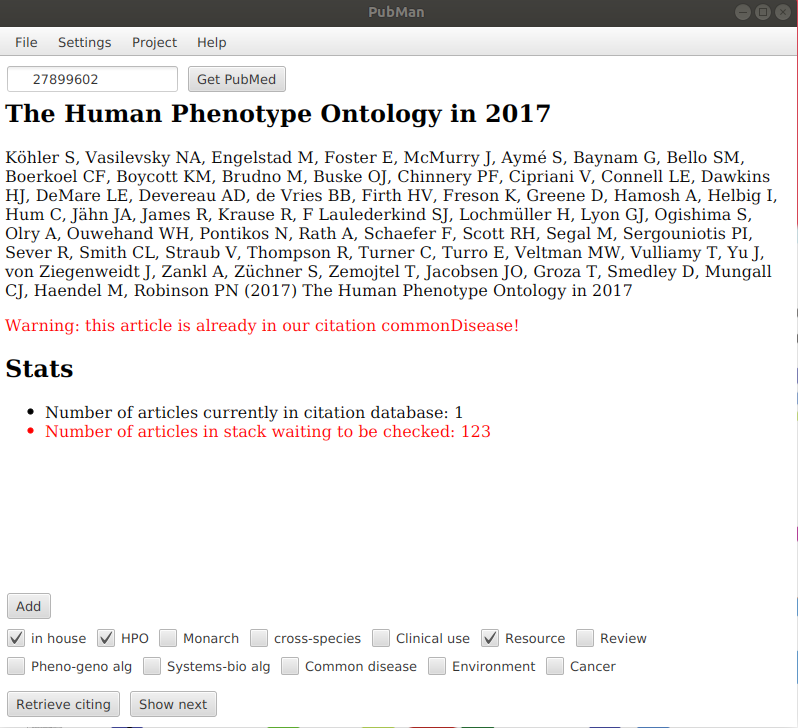 PubMan
File Settings Project Help
27899602 Get PubMed
The Human Phenotype Ontology in 2017
Köhler S, Vasilevsky NA, Engelstad M, Foster E, McMurry J, Aymé S, Baynam G, Bello SM,
Boerkoel CF, Boycott KM, Brudno M, Buske OJ, Chinnery PF, Cipriani V, Connell LE, Dawkins
HJ, DeMare LE, Devereau AD, de Vries BB, Firth HV, Freson K, Greene D, Hamosh A, Helbig I,
Hum C, Jähn JA, James R, Krause R, F Laulederkind SJ, Lochmüller H, Lyon GJ, Ogishima S,
Olry A, Ouwehand WH, Pontikos N, Rath A, Schaefer F, Scott RH, Segal M, Sergouniotis PI,
Sever R, Smith CL, Straub V, Thompson R, Turner C, Turro E, Veltman MW, Vulliamy T, Yu J,
von Ziegenweidt J, Zankl A, Züchner S, Zemojtel T, Jacobsen JO, Groza T, Smedley D, Mungall
CJ, Haendel M, Robinson PN (2017) The Human Phenotype Ontology in 2017
Warning: this article is already in our citation commonDisease!
Stats
Number of articles currently in citation database: 1
Number of articles in stack waiting to be checked: 123
Add
in house HPO Monarch cross-species Clinical use Resource Review
Pheno-geno alg Systems-bio alg Common disease Environment Cancer
Retrieve citing Show next